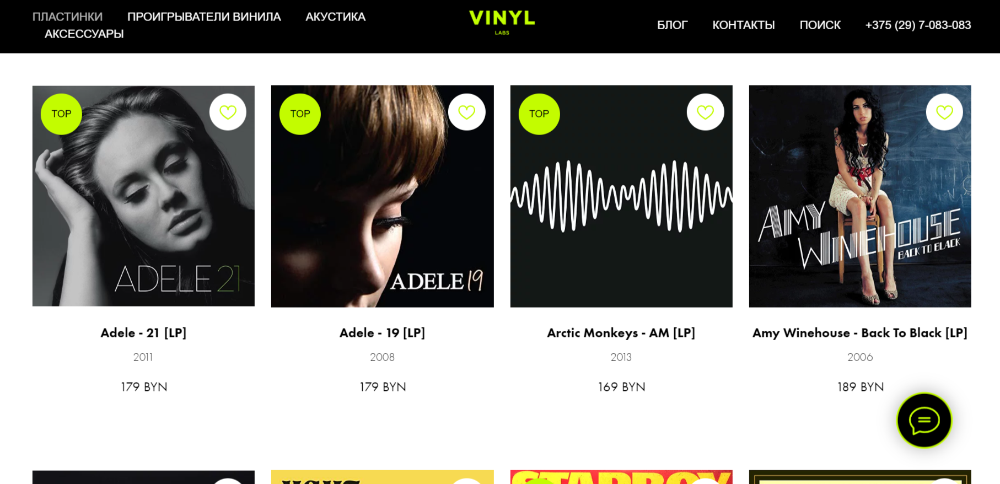 ПЛАСТИНКИ ПРОИГРЫВАТЕЛИ ВИНИЛА АКУСТИКА
АКСЕССУАРЫ
VINYL
LABS
БЛОГ КОНТАКТЫ ПОИСК +375 (29) 7-083-083
TOP
ADELE 21
TOP
ADELE 19
TOP
AMY
WINEHOUSE
BACK TO BLACK
Adele - 21 [LP]
2011
179 BYN
Adele - 19 [LP]
2008
179 BYN
Arctic Monkeys - AM [LP]
2013
169 BYN
Amy Winehouse - Back To Black [LP]
2006
189 BYN
STARBOY